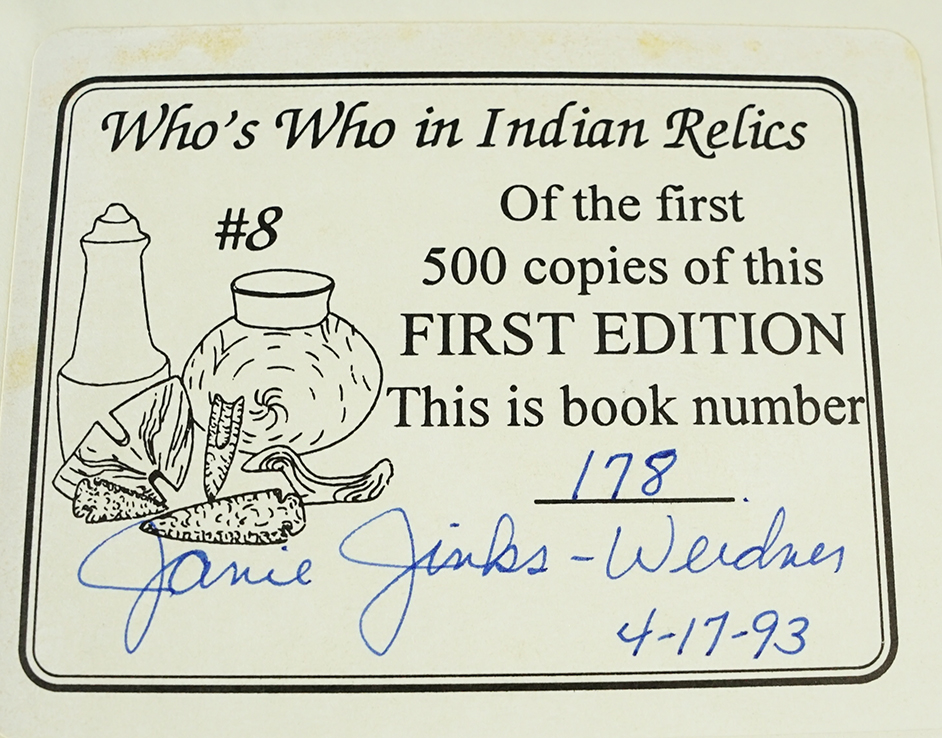 Who's Who in Indian Relics
#8
Of the first
500 copies of this
FIRST EDITION
This is book number
178.
Janie Jinks-Weidner
4-17-93